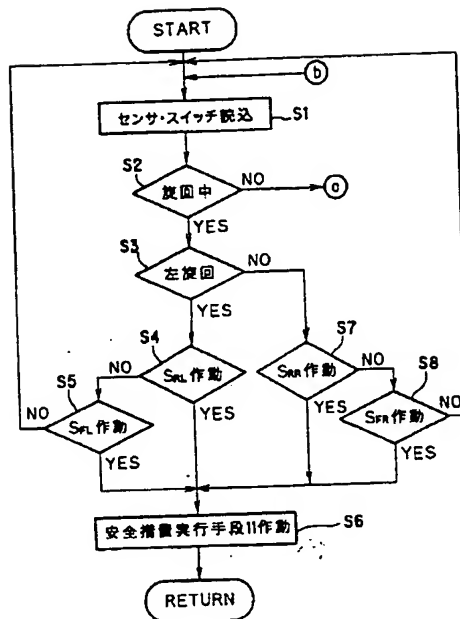 START
b
センサ・スイッチ読込
S1
S2
旋回中
NO
a
YES
S3
左旋回
NO
YES
S4
SRL作動
NO
YES
S5
SFL作動
NO
YES
S7
SRR作動
NO
YES
S8
SFR作動
NO
YES
安全措置実行手段11作動
S6
RETURN